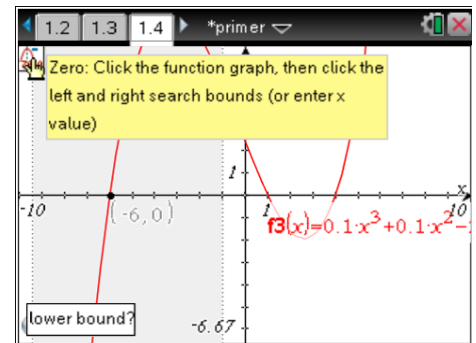 1.2 1.3 1.4 *primer
Zero: Click the function graph, then click the
left and right search bounds (or enter x
value)
1
x
-10
(-6,0)
1
10
f3(x)=0.1·x³+0.1·x²-
lower bound?
-6.67